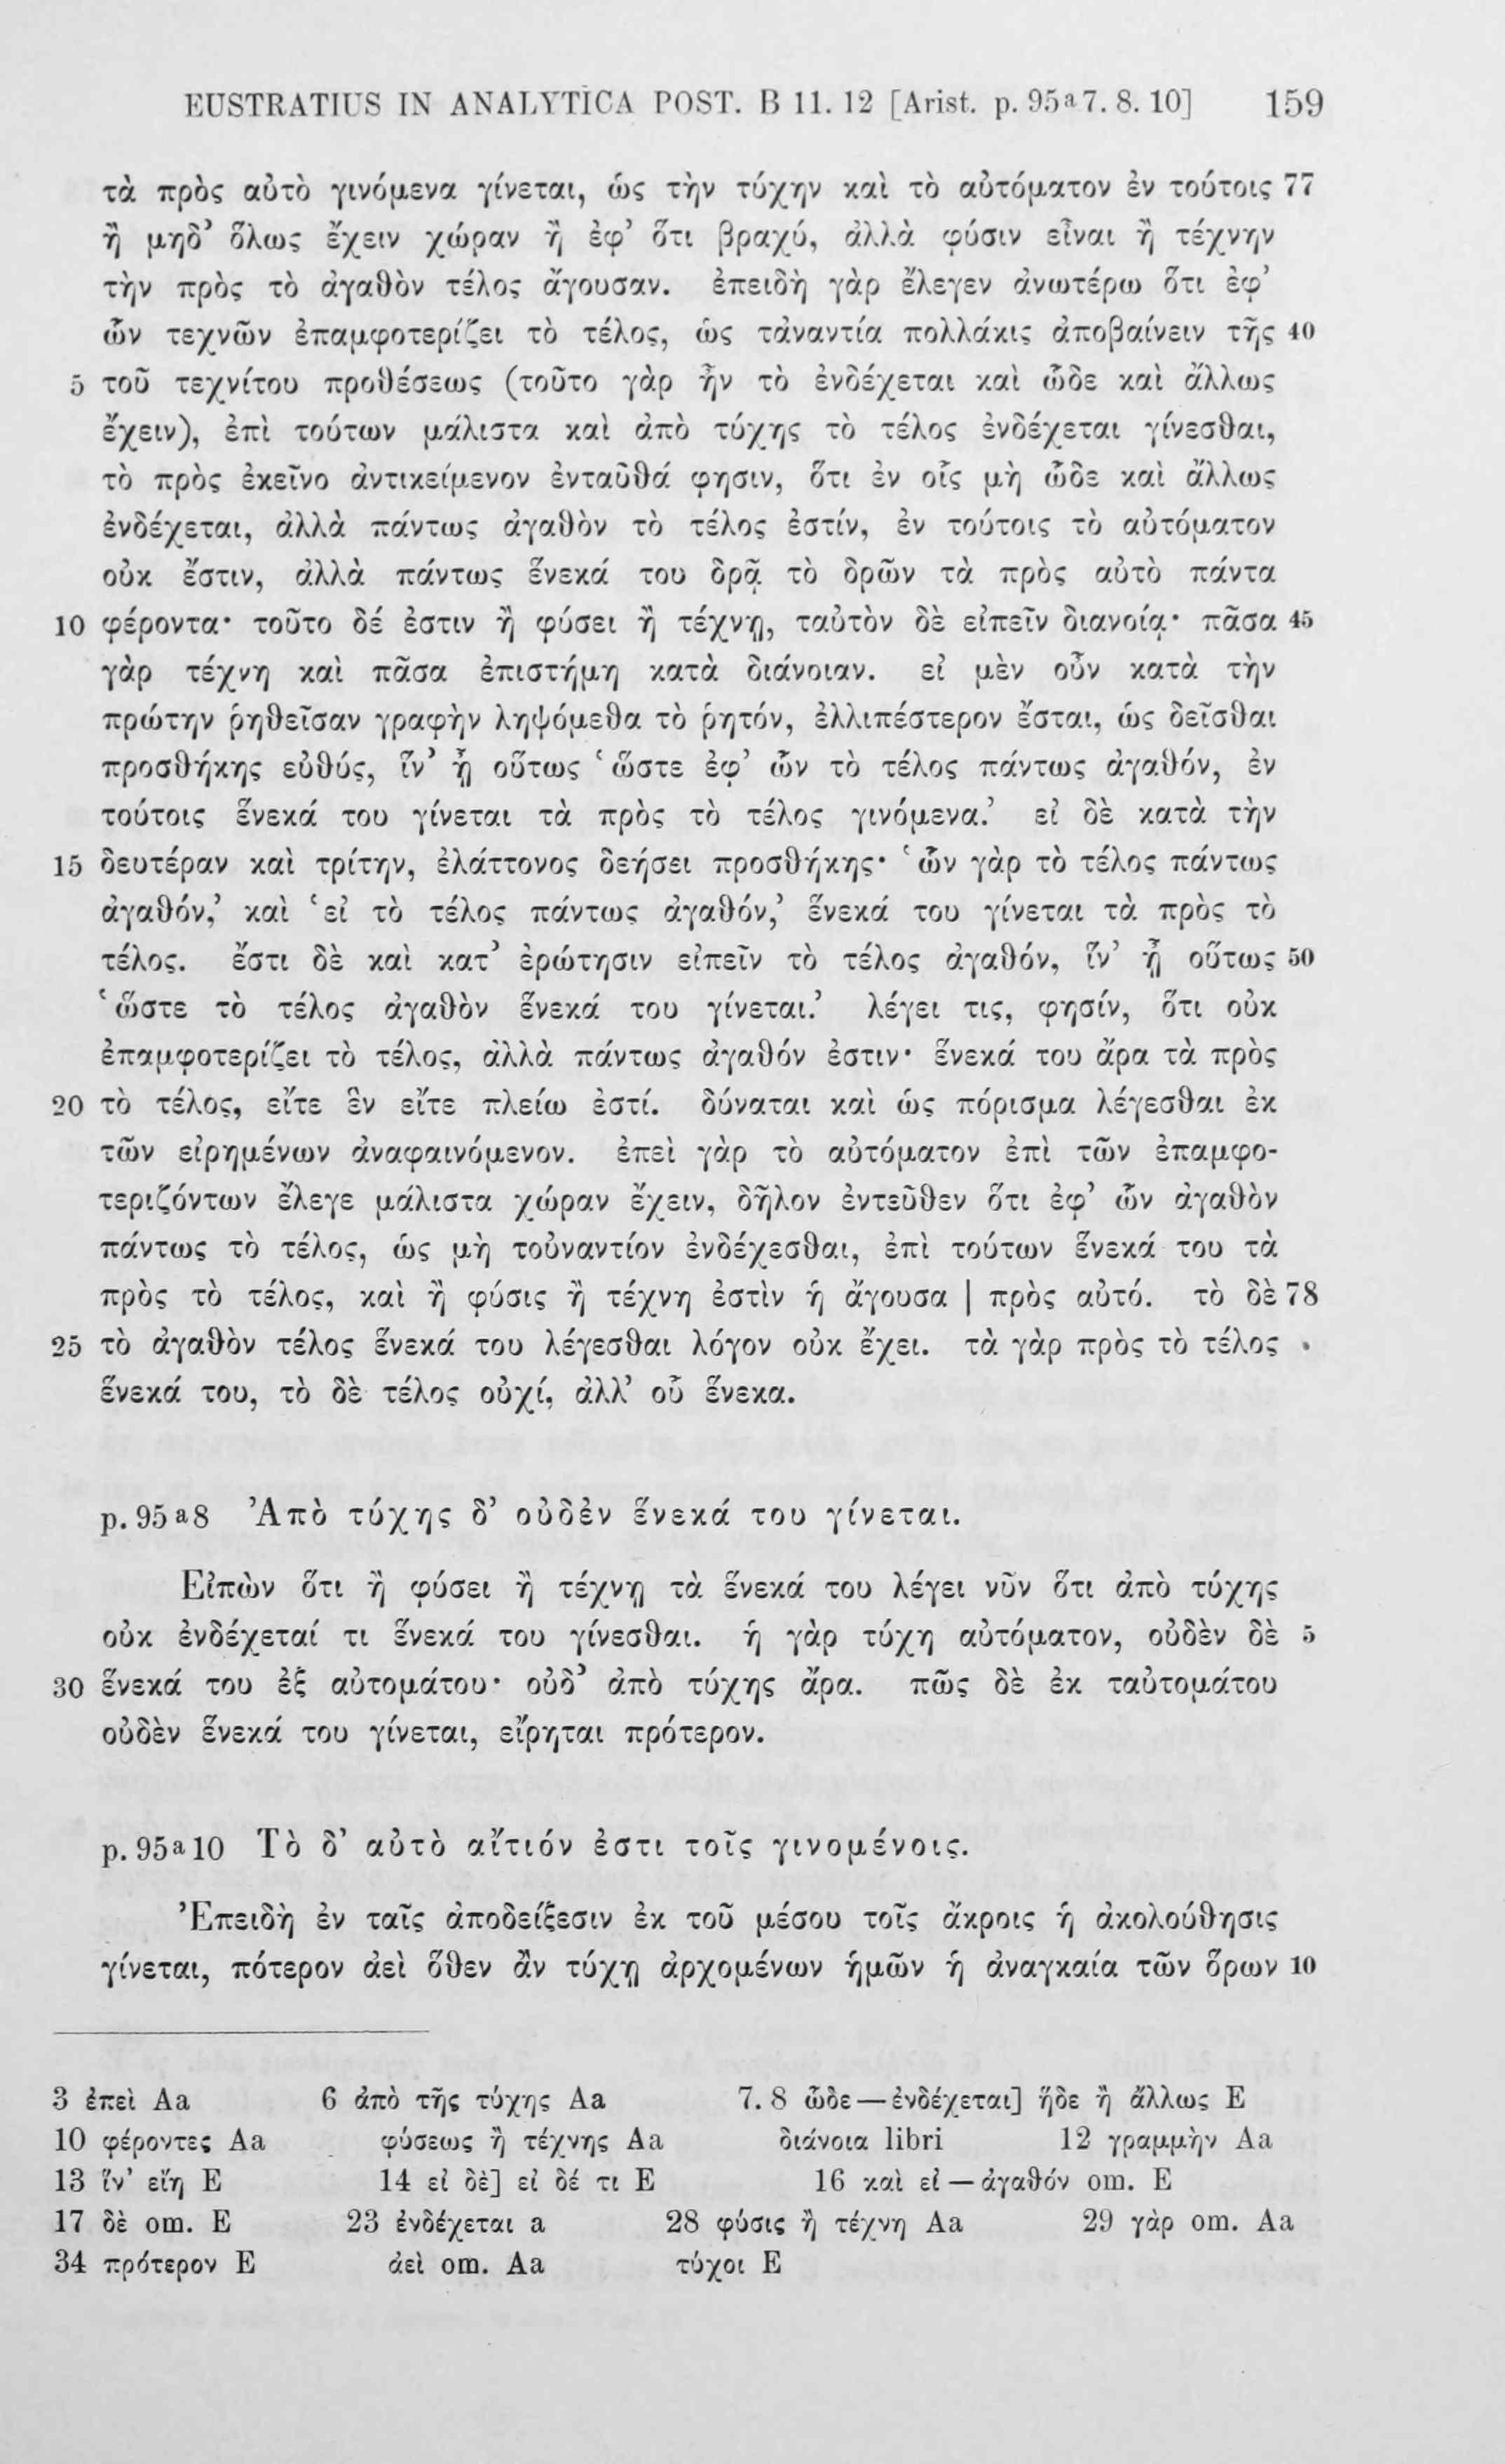 EUSTRATIUS IN ANALYTICA POST. B 11. 12 [Arist. p. 95a7. 8. 10] 159
τὰ πρὸς αὐτὸ γινόμενα γίνεται, ὡς τὴν τύχην καὶ τὸ αὐτόματον ἐν τούτοις 77
ἢ μηδ’ ὅλως ἔχειν χώραν ἢ ἐφ’ ὅτι βραχύ, ἀλλὰ φύσιν εἶναι ἢ τέχνην
τὴν πρὸς τὸ ἀγαθὸν τέλος ἄγουσαν. ἐπειδὴ γὰρ ἔλεγεν ἀνωτέρω ὅτι ἐφ’
ὧν τεχνῶν ἐπαμφοτερίζει τὸ τέλος, ὡς τἀναντία πολλάκις ἀποβαίνειν τῆς 40
5 τοῦ τεχνίτου προθέσεως (τοῦτο γὰρ ἦν τὸ ἐνδέχεται καὶ ὧδε καὶ ἄλλως
ἔχειν), ἐπὶ τούτων μάλιστα καὶ ἀπὸ τύχης τὸ τέλος ἐνδέχεται γίνεσθαι,
τὸ πρὸς ἐκεῖνο ἀντικείμενον ἐνταῦθά φησιν, ὅτι ἐν οἷς μὴ ὧδε καὶ ἄλλως
ἐνδέχεται, ἀλλὰ πάντως ἀγαθὸν τὸ τέλος ἐστίν, ἐν τούτοις τὸ αὐτόματον
οὐκ ἔστιν, ἀλλὰ πάντως ἕνεκά του δρᾷ τὸ δρῶν τὰ πρὸς αὐτὸ πάντα
10 φέροντα· τοῦτο δέ ἐστιν ἢ φύσει ἢ τέχνῃ, ταὐτὸν δὲ εἰπεῖν διανοίᾳ· πᾶσα 45
γὰρ τέχνη καὶ πᾶσα ἐπιστήμη κατὰ διάνοιαν. εἰ μὲν οὖν κατὰ τὴν
πρώτην ῥηθεῖσαν γραφὴν ληψόμεθα τὸ ῥητόν, ἐλλιπέστερον ἔσται, ὡς δεῖσθαι
προσθήκης εὐθύς, ἵν’ ᾖ οὕτως ‘ὥστε ἐφ’ ὧν τὸ τέλος πάντως ἀγαθόν, ἐν
τούτοις ἕνεκά του γίνεται τὰ πρὸς τὸ τέλος γινόμενα.’ εἰ δὲ κατὰ τὴν
15 δευτέραν καὶ τρίτην, ἐλάττονος δεήσει προσθήκης· ‘ὧν γὰρ τὸ τέλος πάντως
ἀγαθόν,’ καὶ ‘εἰ τὸ τέλος πάντως ἀγαθόν,’ ἕνεκά του γίνεται τὰ πρὸς τὸ
τέλος. ἔστι δὲ καὶ κατ’ ἐρώτησιν εἰπεῖν τὸ τέλος ἀγαθόν, ἵν’ ᾖ οὕτως 50
‘ὥστε τὸ τέλος ἀγαθὸν ἕνεκά του γίνεται.’ λέγει τις, φησίν, ὅτι οὐκ
ἐπαμφοτερίζει τὸ τέλος, ἀλλὰ πάντως ἀγαθόν ἐστιν· ἕνεκά του ἄρα τὰ πρὸς
20 τὸ τέλος, εἴτε ἓν εἴτε πλείω ἐστί. δύναται καὶ ὡς πόρισμα λέγεσθαι ἐκ
τῶν εἰρημένων ἀναφαινόμενον. ἐπεὶ γὰρ τὸ αὐτόματον ἐπὶ τῶν ἐπαμφο-
τεριζόντων ἔλεγε μάλιστα χώραν ἔχειν, δῆλον ἐντεῦθεν ὅτι ἐφ’ ὧν ἀγαθὸν
πάντως τὸ τέλος, ὡς μὴ τοὐναντίον ἐνδέχεσθαι, ἐπὶ τούτων ἕνεκά του τὰ
πρὸς τὸ τέλος, καὶ ἢ φύσις ἢ τέχνη ἐστὶν ἡ ἄγουσα | πρὸς αὐτό. τὸ δὲ 78
25 τὸ ἀγαθὸν τέλος ἕνεκά του λέγεσθαι λόγον οὐκ ἔχει. τὰ γὰρ πρὸς τὸ τέλος
ἕνεκά του, τὸ δὲ τέλος οὐχί, ἀλλ’ οὗ ἕνεκα.
p. 95a8 Ἀπὸ τύχης δ’ οὐδὲν ἕνεκά του γίνεται.
Εἰπὼν ὅτι ἢ φύσει ἢ τέχνῃ τὰ ἕνεκά του λέγει νῦν ὅτι ἀπὸ τύχης
οὐκ ἐνδέχεταί τι ἕνεκά του γίνεσθαι. ἡ γὰρ τύχη αὐτόματον, οὐδὲν δὲ 5
30 ἕνεκά του ἐξ αὐτομάτου· οὐδ’ ἀπὸ τύχης ἄρα. πῶς δὲ ἐκ ταὐτομάτου
οὐδὲν ἕνεκά του γίνεται, εἴρηται πρότερον.
p. 95a10 Τὸ δ’ αὐτὸ αἴτιόν ἐστι τοῖς γινομένοις.
Ἐπειδὴ ἐν ταῖς ἀποδείξεσιν ἐκ τοῦ μέσου τοῖς ἄκροις ἡ ἀκολούθησις
γίνεται, πότερον ἀεὶ ὅθεν ἂν τύχῃ ἀρχομένων ἡμῶν ἡ ἀναγκαία τῶν ὅρων 10
3 ἐπεὶ Aa 6 ἀπὸ τῆς τύχης Aa 7. 8 ὧδε — ἐνδέχεται] ᾗδε ἢ ἄλλως E
10 φέροντες Aa φύσεως ἢ τέχνης Aa διάνοια libri 12 γραμμὴν Aa
13 ἵν’ εἴη E 14 εἰ δὲ] εἰ δέ τι E 16 καὶ εἰ — ἀγαθόν om. E
17 δὲ om. E 23 ἐνδέχεται a 28 φύσις ἢ τέχνη Aa 29 γὰρ om. Aa
34 πρότερον E ἀεὶ om. Aa τύχοι E